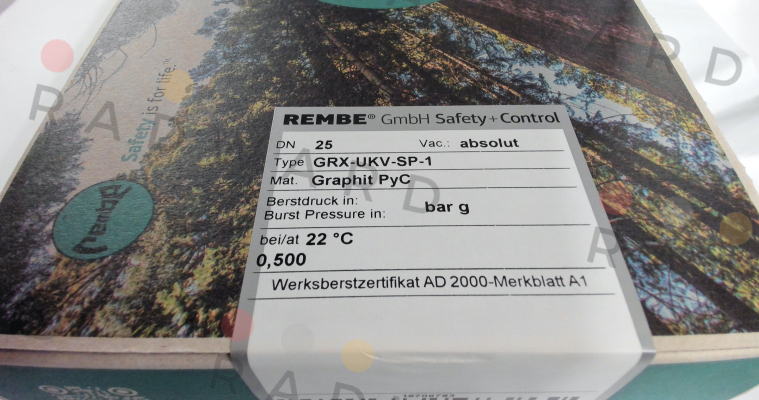 Safety is for life.™
Rembe
REMBE® GmbH Safety+Control
DN 25 Vac.: absolut
Type GRX-UKV-SP-1
Mat. Graphit PyC
Berstdruck in:
Burst Pressure in: bar g
bei/at 22 °C
0,500
Werksberstzertifikat AD 2000-Merkblatt A1